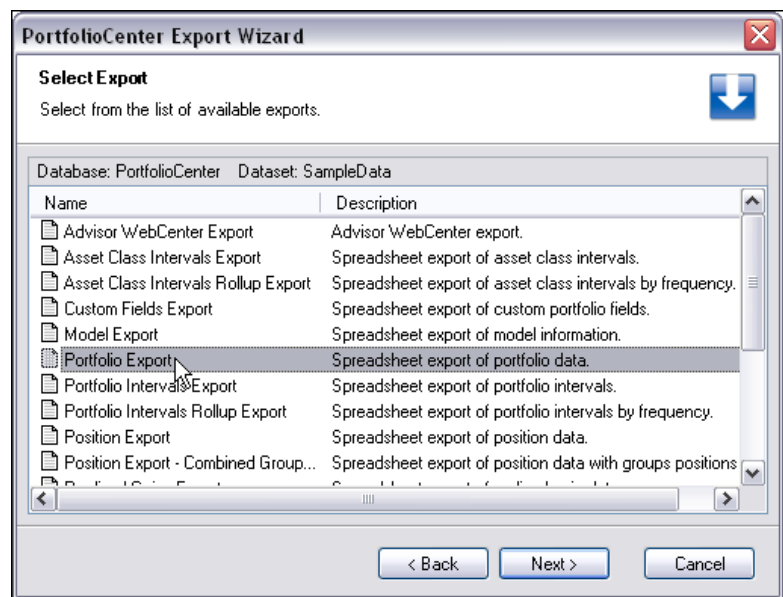 PortfolioCenter Export Wizard
Select Export
Select from the list of available exports.
Database: PortfolioCenter Dataset: SampleData
Name Description
Advisor WebCenter Export Advisor WebCenter export.
Asset Class Intervals Export Spreadsheet export of asset class intervals.
Asset Class Intervals Rollup Export Spreadsheet export of asset class intervals by frequency.
Custom Fields Export Spreadsheet export of custom portfolio fields.
Model Export Spreadsheet export of model information.
Portfolio Export Spreadsheet export of portfolio data.
Portfolio Intervals Export Spreadsheet export of portfolio intervals.
Portfolio Intervals Rollup Export Spreadsheet export of portfolio intervals by frequency.
Position Export Spreadsheet export of position data.
Position Export - Combined Group... Spreadsheet export of position data with groups positions
< Back Next > Cancel